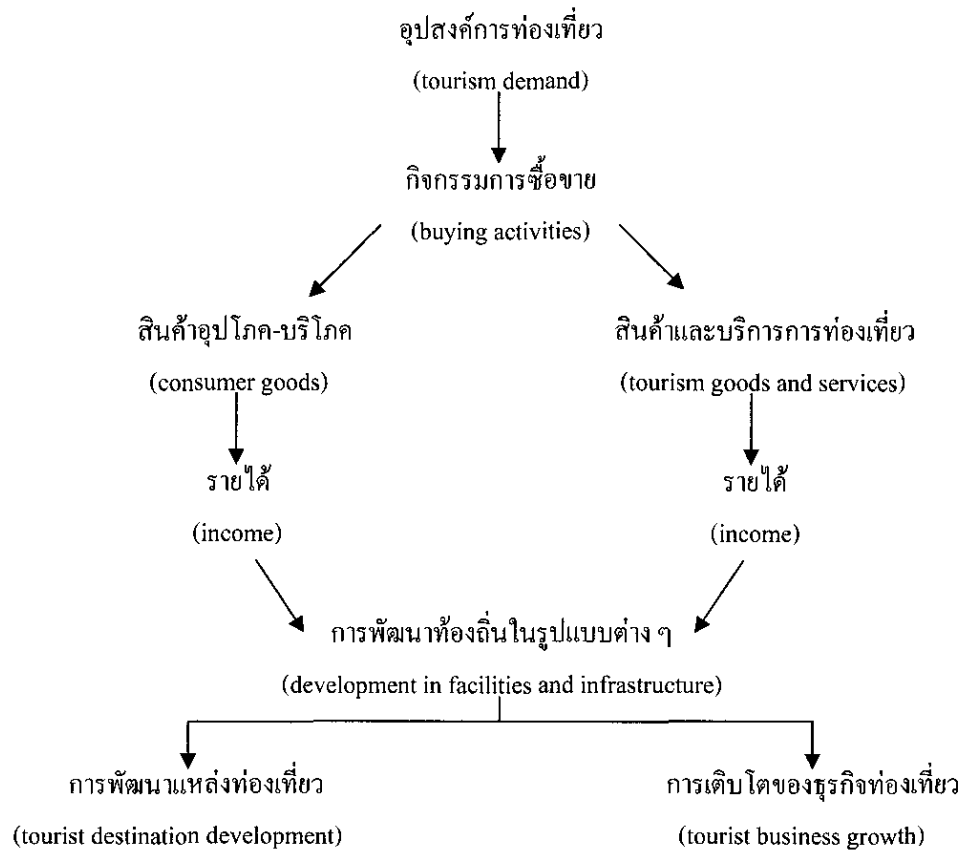 อุปสงค์การท่องเที่ยว
(tourism demand)
กิจกรรมการซื้อขาย
(buying activities)
สินค้าอุปโภค-บริโภค
(consumer goods)
สินค้าและบริการการท่องเที่ยว
(tourism goods and services)
รายได้
(income)
รายได้
(income)
การพัฒนาท้องถิ่นในรูปแบบต่าง ๆ
(development in facilities and infrastructure)
การพัฒนาแหล่งท่องเที่ยว
(tourist destination development)
การเติบโตของธุรกิจท่องเที่ยว
(tourist business growth)